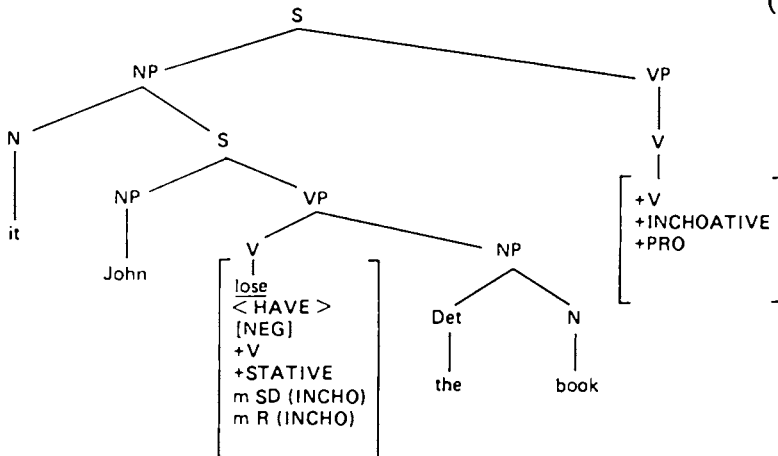 (
S
NP VP
N S V
NP VP
it
John
V NP
+V
+INCHOATIVE
+PRO
lose
< HAVE >
[NEG]
+V
+STATIVE
m SD (INCHO)
m R (INCHO)
Det N
the book